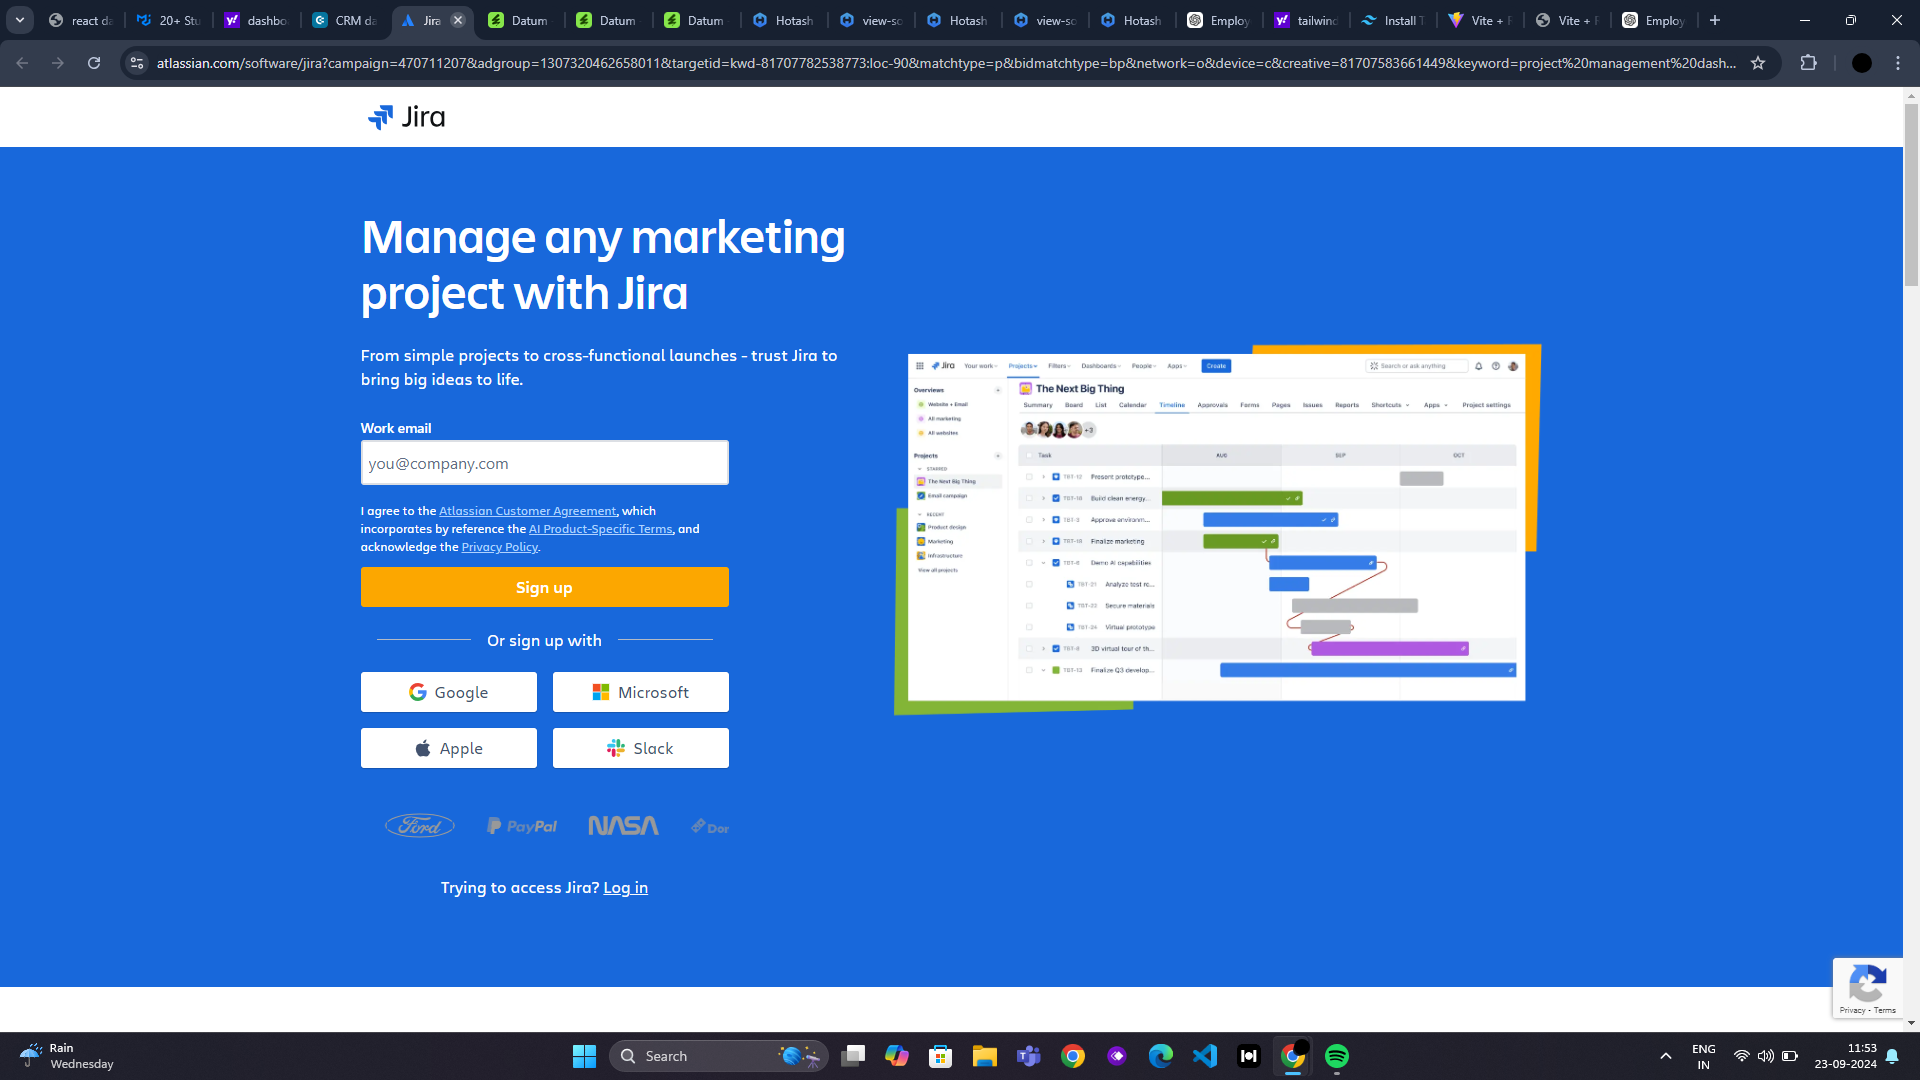 react da
20+ Stu
dashbo
CRM da
Jira
Datum
Datum
Datum
Hotash
view-so
Hotash
view-so
Hotash
Employ
tailwind
Install T
Vite + F
Vite + F
Employ
atlassian.com/software/jira?campaign=470711207&adgroup=1307320462658011&targetid=kwd-81707782538773:loc-90&matchtype=p&bidmatchtype=bp&network=o&device=c&creative=81707583661449&keyword=project%20management%20dash...
Jira
Manage any marketing
project with Jira
From simple projects to cross-functional launches - trust Jira to
bring big ideas to life.
Work email
you@company.com
I agree to the Atlassian Customer Agreement, which
incorporates by reference the AI Product-Specific Terms, and
acknowledge the Privacy Policy.
Sign up
Or sign up with
Google
Microsoft
Apple
Slack
Ford
PayPal
NASA
Dor
Trying to access Jira? Log in
Jira
Your work
Projects
Filters
Dashboards
People
Apps
Create
Search or ask anything
Overviews
Website + Email
All marketing
All websites
Projects
STARRED
The Next Big Thing
Email campaign
RECENT
Product design
Marketing
Infrastructure
View all projects
The Next Big Thing
Summary Board List Calendar Timeline Approvals Forms Pages Issues Reports Shortcuts Apps Project settings
+3
Task AUG SEP OCT
TBT-12 Present prototype...
Build clean energy...
TBT-3 Approve environm...
Finalize marketing
Demn AI capabilities
TBT-21 Analyze test re...
TBT-23 Secure materials
TBT-24 Virtual prototype
3D virtual tour of th...
TBT-13 Finalize Q3 develop...
Privacy - Terms
Rain
Wednesday
Search
ENG
IN
11:53
23-09-2024